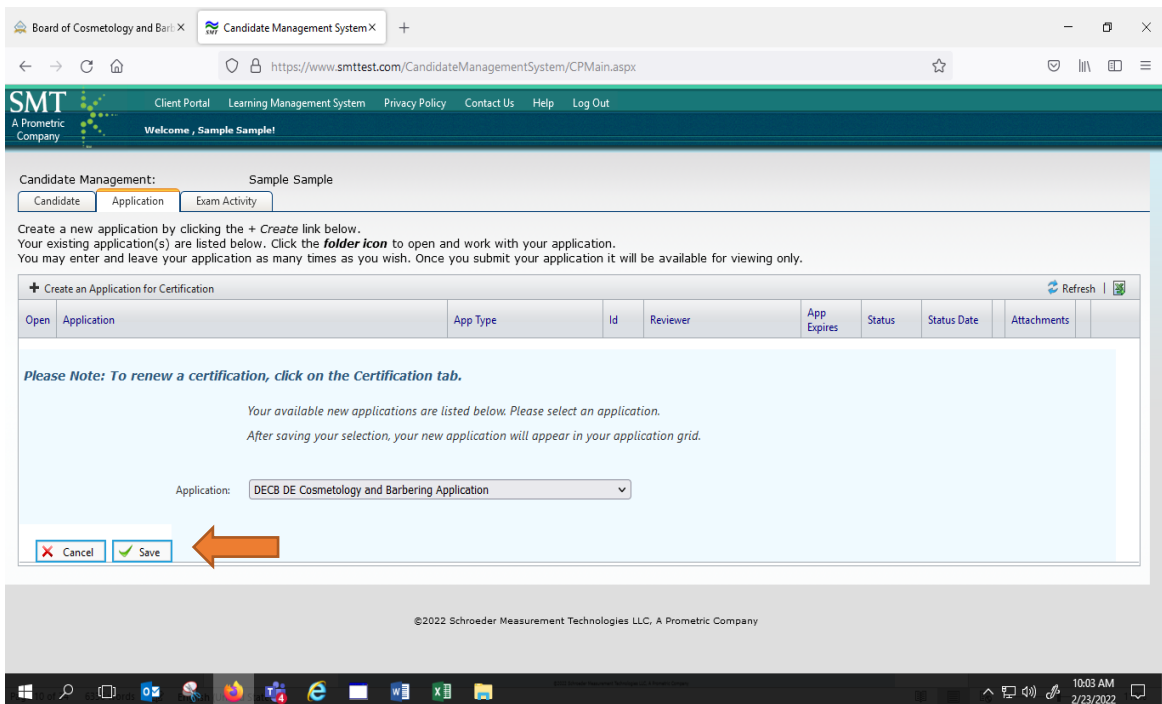 Board of Cosmetology and Barb
Candidate Management System
https://www.smttest.com/CandidateManagementSystem/CPMain.aspx
SMT
A Prometric
Company
Client Portal Learning Management System Privacy Policy Contact Us Help Log Out
Welcome , Sample Sample!
Candidate Management: Sample Sample
Candidate Application Exam Activity
Create a new application by clicking the + Create link below.
Your existing application(s) are listed below. Click the folder icon to open and work with your application.
You may enter and leave your application as many times as you wish. Once you submit your application it will be available for viewing only.
+ Create an Application for Certification Refresh |
Open Application App Type Id Reviewer App Expires Status Status Date Attachments
Please Note: To renew a certification, click on the Certification tab.
Your available new applications are listed below. Please select an application.
After saving your selection, your new application will appear in your application grid.
Application: DECB DE Cosmetology and Barbering Application
Cancel Save
©2022 Schroeder Measurement Technologies LLC, A Prometric Company
10:03 AM
2/23/2022